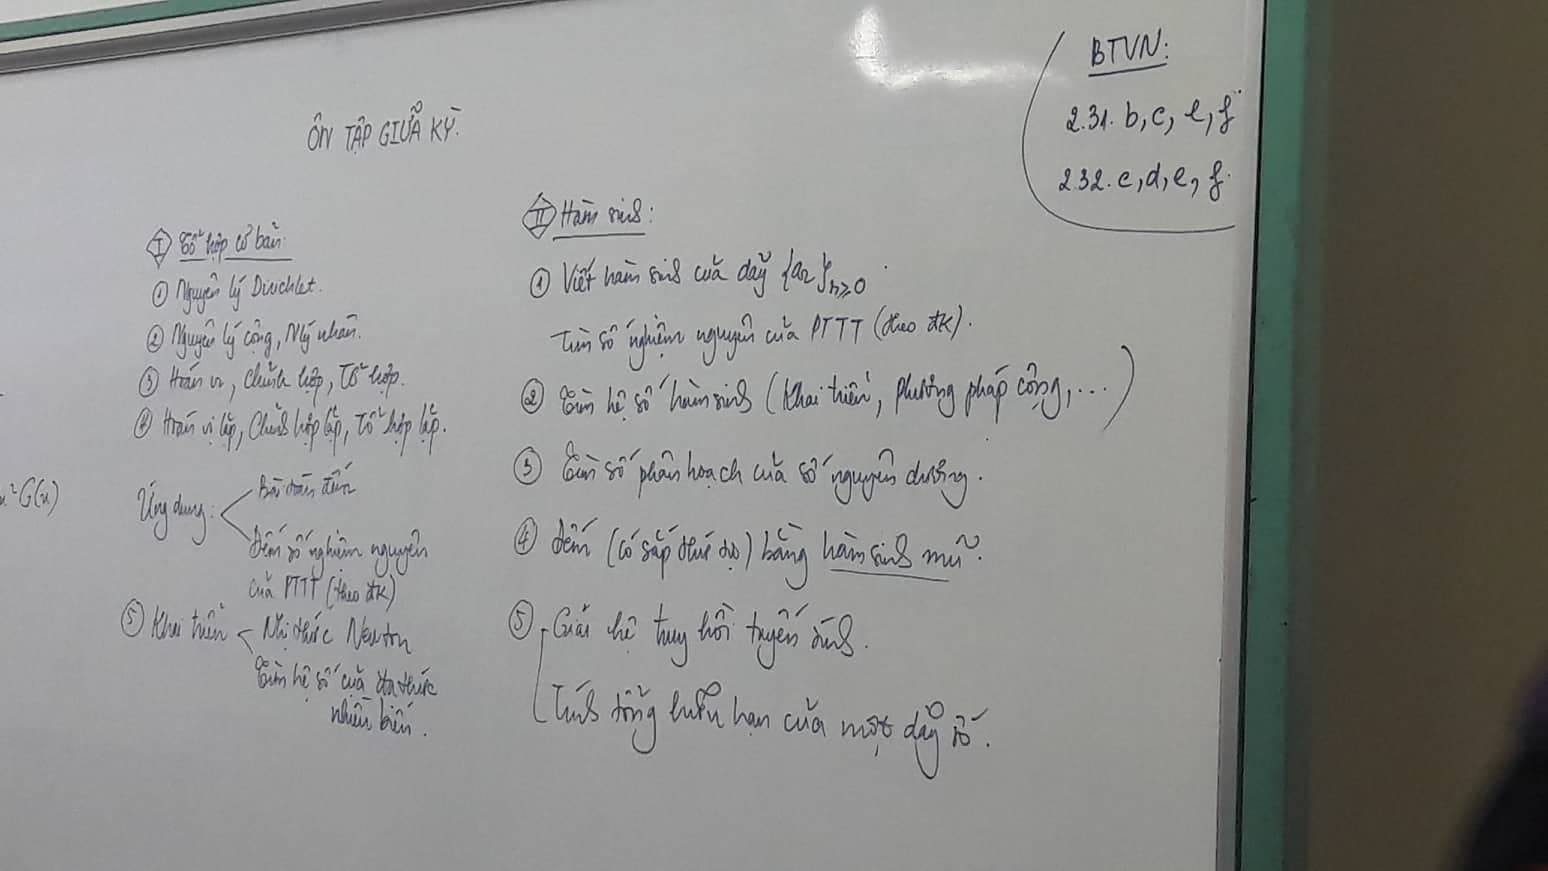 ÔN TẬP GIỮA KỲ.
BTVN:
2.31. b, c, e, f
2.32. c, d, e, f.
I Tổ hợp cơ bản
① Nguyên lý Dirichlet.
② Nguyên lý cộng, Nlý nhân.
③ Hoán vị, Chỉnh hợp, Tổ hợp.
④ Hoán vị lặp, Chỉnh hợp lặp, Tổ hợp lặp.
Ứng dụng:
Bài toán đếm
Đếm số nghiệm nguyên
của PTTT (theo ĐK)
⑤ Khai triển
Nhị thức Newton
Tìm hệ số của đa thức
nhiều biến.
II Hàm sinh:
① Viết hàm sinh của dãy {aₙ}ₙ≥₀
Tìm số nghiệm nguyên của PTTT (theo ĐK).
② Tìm hệ số hàm sinh (Khai triển, phương pháp cộng, ...)
③ Tìm số phân hoạch của số nguyên dương.
④ Đếm (có sắp thứ tự) bằng hàm sinh mũ.
⑤ Giải hệ thức truy hồi tuyến tính.
Tính tổng hữu hạn của một dãy số.
x²G(x)